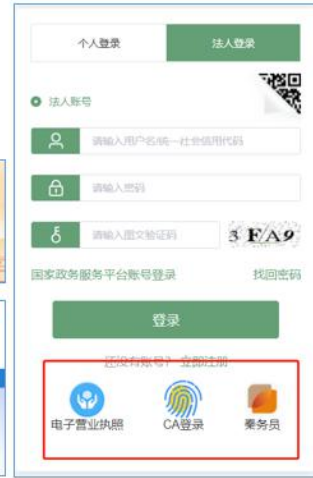 个人登录 法人登录
法人账号
请输入用户名/统一社会信用代码
请输入密码
请输入图文验证码 3 F/A9
国家政务服务平台账号登录 找回密码
登录
还没有账号? 立即注册
电子营业执照 CA登录 秦务员